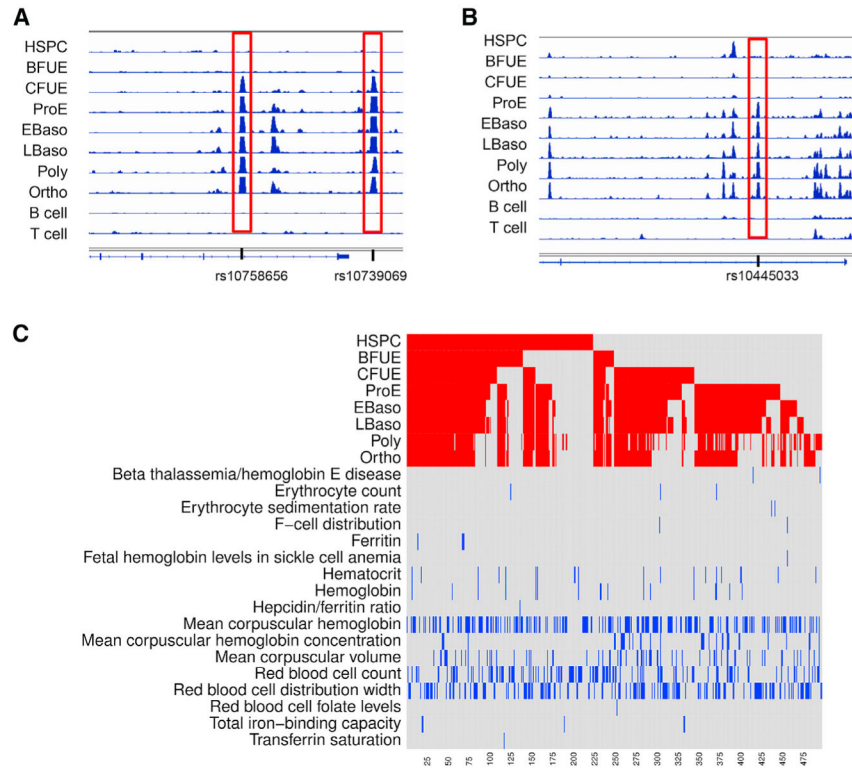 A
HSPC
BFUE
CFUE
ProE
EBaso
LBaso
Poly
Ortho
B cell
T cell
rs10758656 rs10739069
B
HSPC
BFUE
CFUE
ProE
EBaso
LBaso
Poly
Ortho
B cell
T cell
rs10445033
C
HSPC
BFUE
CFUE
ProE
EBaso
LBaso
Poly
Ortho
Beta thalassemia/hemoglobin E disease
Erythrocyte count
Erythrocyte sedimentation rate
F−cell distribution
Ferritin
Fetal hemoglobin levels in sickle cell anemia
Hematocrit
Hemoglobin
Hepcidin/ferritin ratio
Mean corpuscular hemoglobin
Mean corpuscular hemoglobin concentration
Mean corpuscular volume
Red blood cell count
Red blood cell distribution width
Red blood cell folate levels
Total iron−binding capacity
Transferrin saturation
25 50 75 100 125 150 175 200 225 250 275 300 325 350 375 400 425 450 475